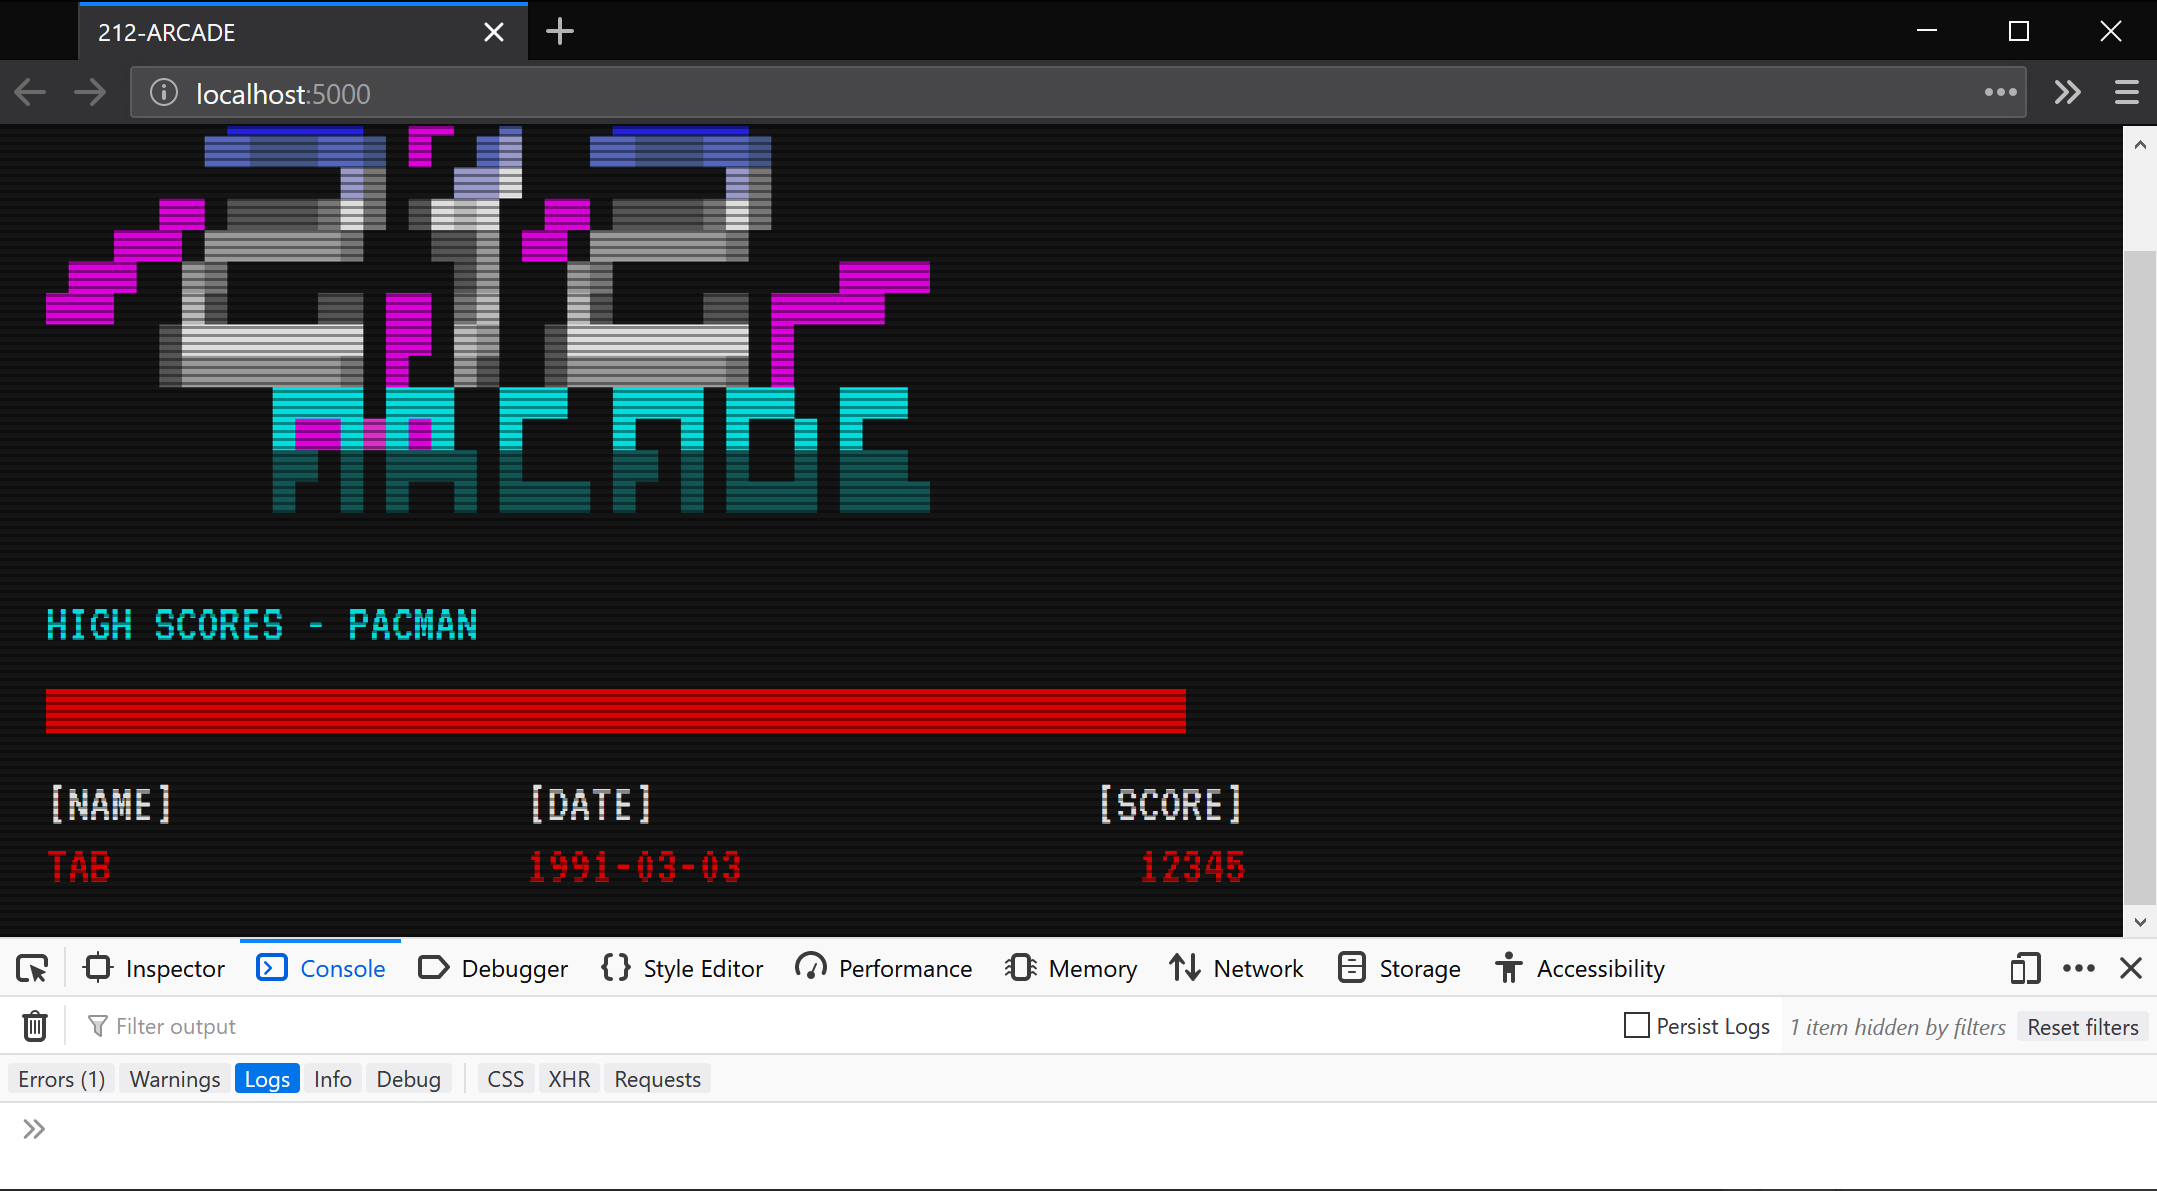 212-ARCADE
localhost:5000
212
ARCADE
HIGH SCORES - PACMAN
[NAME] [DATE] [SCORE]
TAB 1991-03-03 12345
Inspector Console Debugger Style Editor Performance Memory Network Storage Accessibility
Filter output Persist Logs 1 item hidden by filters Reset filters
Errors (1) Warnings Logs Info Debug CSS XHR Requests